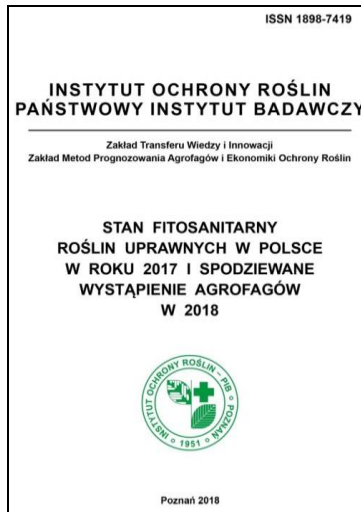 ISSN 1898-7419
INSTYTUT OCHRONY ROŚLIN
PAŃSTWOWY INSTYTUT BADAWCZY
Zakład Transferu Wiedzy i Innowacji
Zakład Metod Prognozowania Agrofagów i Ekonomiki Ochrony Roślin
STAN FITOSANITARNY
ROŚLIN UPRAWNYCH W POLSCE
W ROKU 2017 I SPODZIEWANE
WYSTĄPIENIE AGROFAGÓW
W 2018
INSTYTUT OCHRONY ROŚLIN – PIB POZNAŃ
1951
Poznań 2018